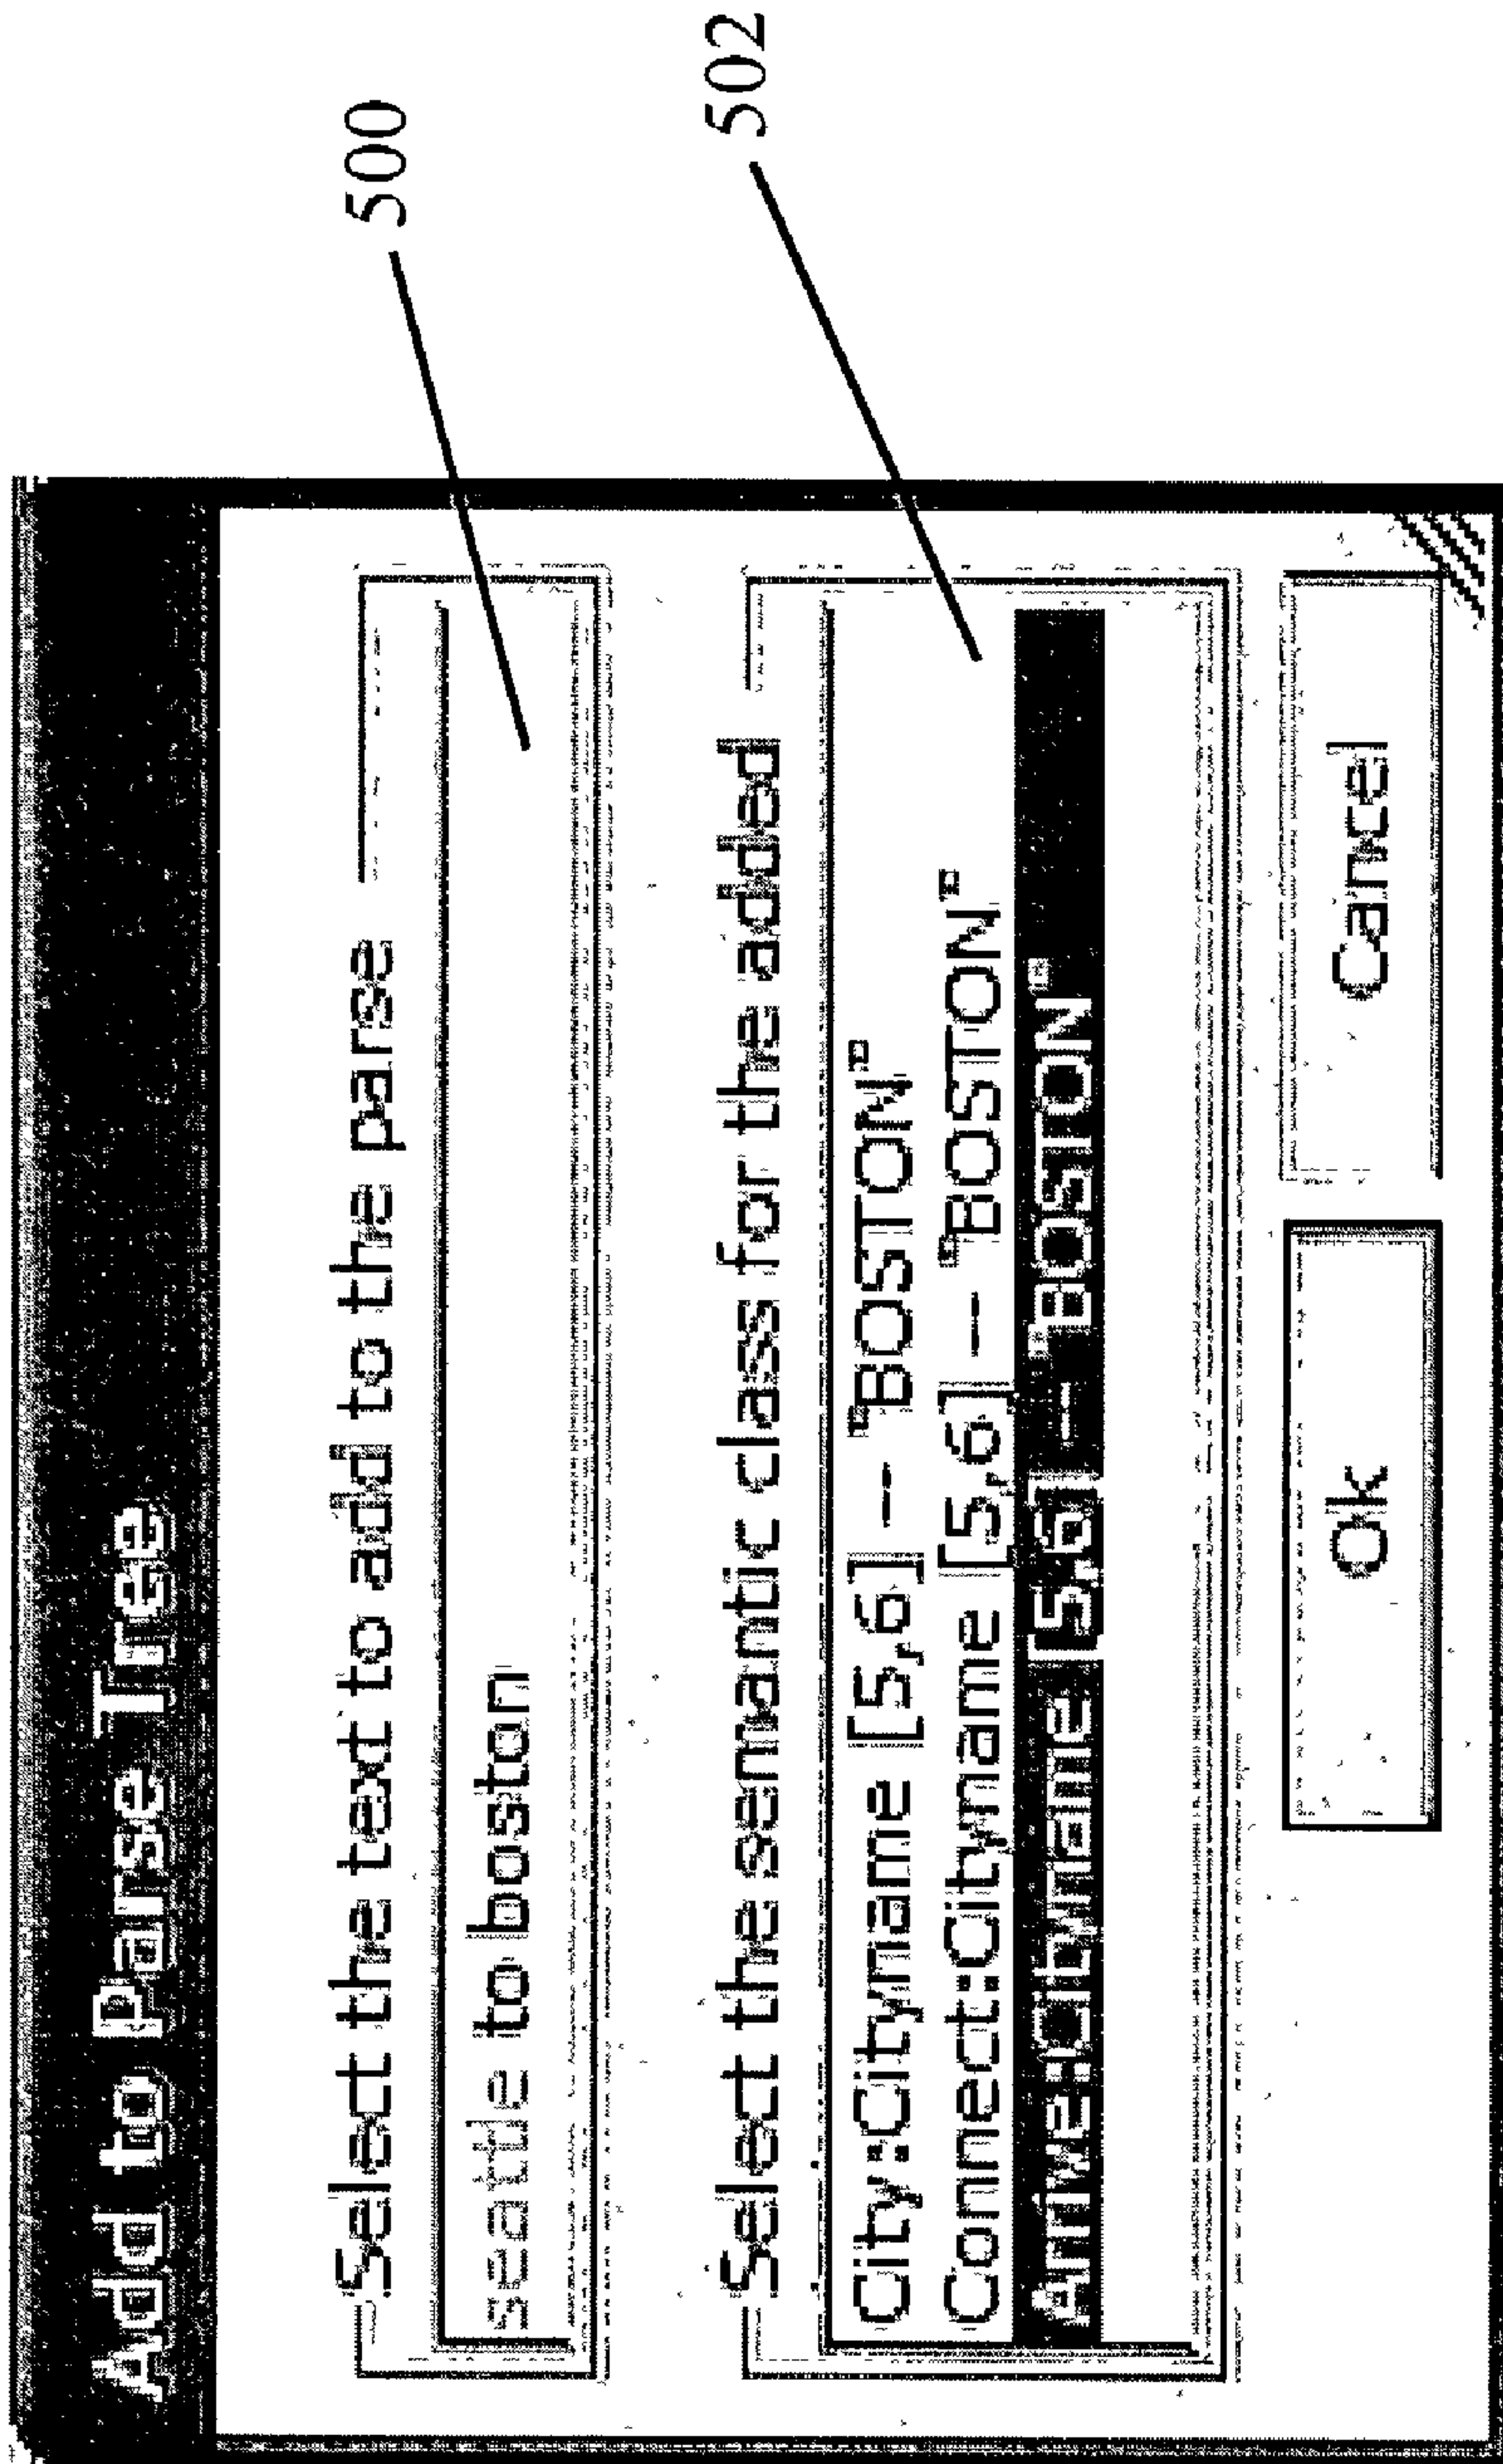 Add to Parse Tree
Select the text to add to the parse
seattle to boston
500
Select the semantic class for the added
City:Cityname [5,6] -- "BOSTON"
Connect:Cityname [5,6] -- "BOSTON"
Arrive:Cityname [5,6] -- "BOSTON"
502
Ok
Cancel